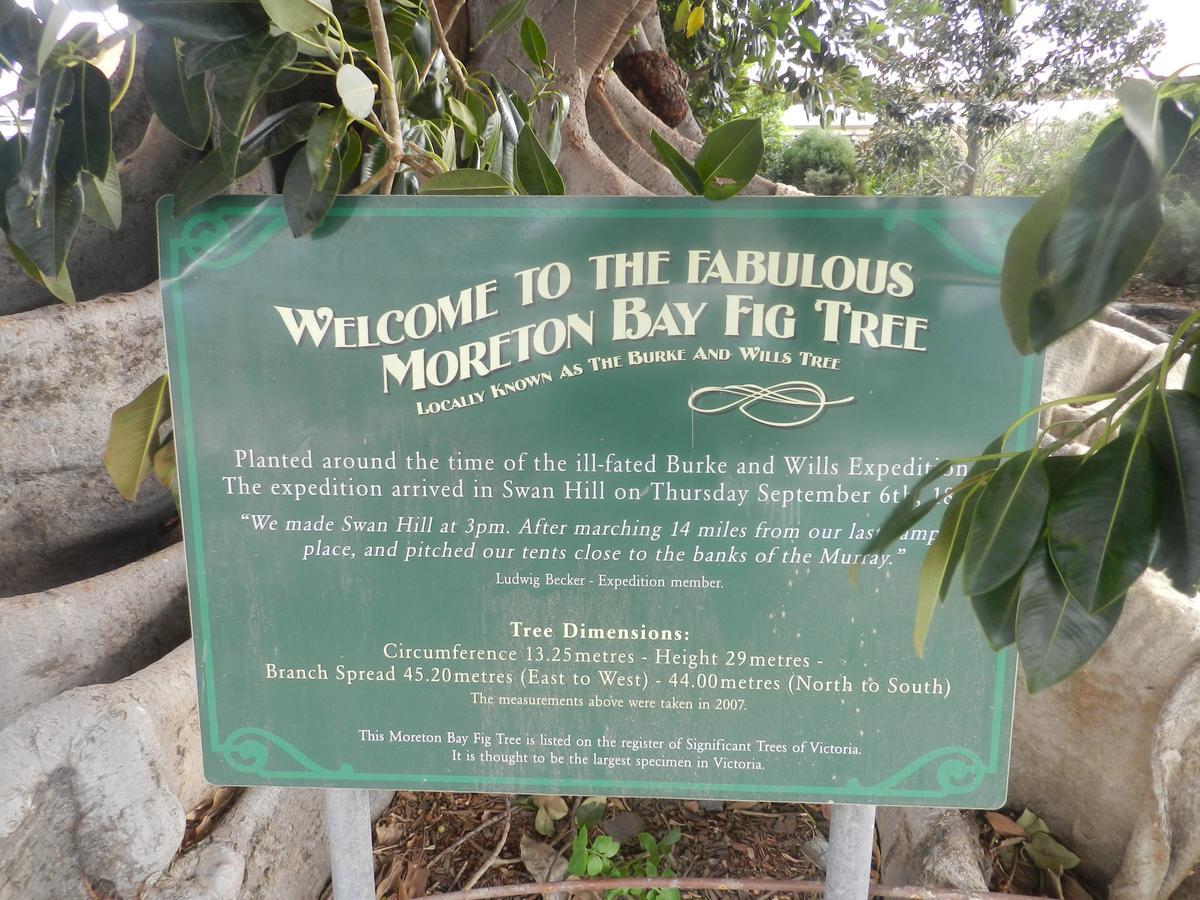 WELCOME TO THE FABULOUS
MORETON BAY FIG TREE
LOCALLY KNOWN AS THE BURKE AND WILLS TREE
Planted around the time of the ill-fated Burke and Wills Expedition
The expedition arrived in Swan Hill on Thursday September 6th, 18
“We made Swan Hill at 3pm. After marching 14 miles from our last
place, and pitched our tents close to the banks of the Murray.”
Ludwig Becker - Expedition member.
Tree Dimensions:
Circumference 13.25metres - Height 29metres -
Branch Spread 45.20metres (East to West) - 44.00metres (North to South)
The measurements above were taken in 2007.
This Moreton Bay Fig Tree is listed on the register of Significant Trees of Victoria.
It is thought to be the largest specimen in Victoria.